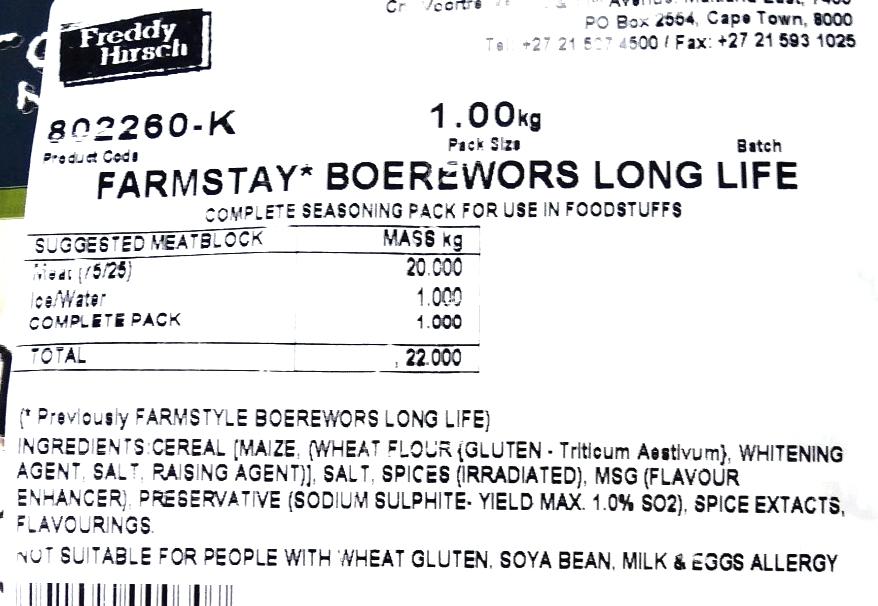 Freddy
Hirsch
PO Box 2554, Cape Town, 8000
4500 / Fax: +27 21 593 1025
802260-K
1.00kg
Product Code
Pack Size
Batch
FARMSTAY* BOEREWORS LONG LIFE
COMPLETE SEASONING PACK FOR USE IN FOODSTUFFS
SUGGESTED MEATBLOCK MASS kg
Meat (75/25) 20.000
Ice/Water 1.000
COMPLETE PACK 1.000
TOTAL 22.000
(* Previously FARMSTYLE BOEREWORS LONG LIFE)
INGREDIENTS:CEREAL [MAIZE, (WHEAT FLOUR {GLUTEN - Triticum Aestivum}, WHITENING
AGENT, SALT, RAISING AGENT)], SALT, SPICES (IRRADIATED), MSG (FLAVOUR
ENHANCER), PRESERVATIVE (SODIUM SULPHITE- YIELD MAX. 1.0% SO2), SPICE EXTACTS,
FLAVOURINGS.
NOT SUITABLE FOR PEOPLE WITH WHEAT GLUTEN, SOYA BEAN, MILK & EGGS ALLERGY